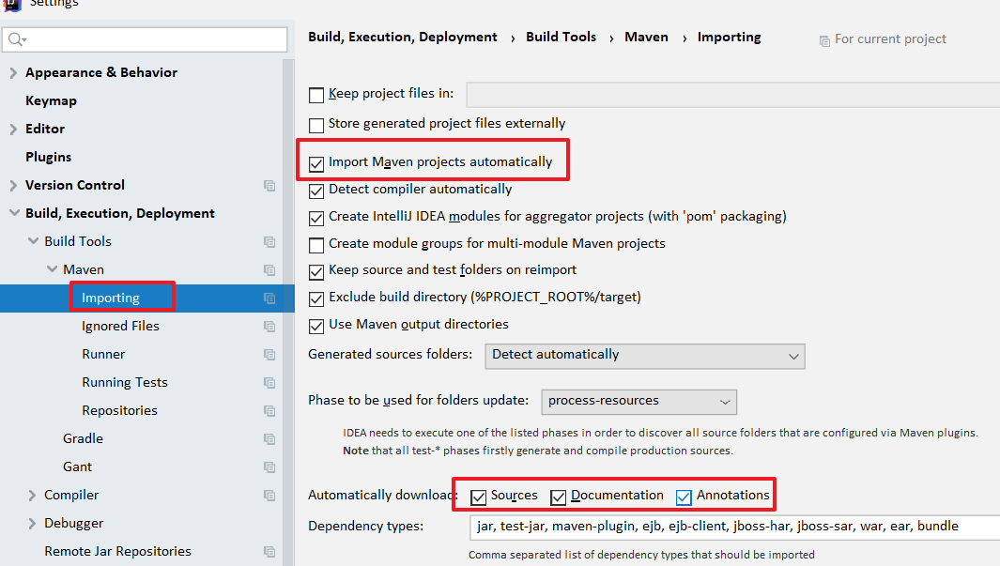 Settings
Build, Execution, Deployment › Build Tools › Maven › Importing
For current project
Appearance & Behavior
Keymap
Editor
Plugins
Version Control
Build, Execution, Deployment
Build Tools
Maven
Importing
Ignored Files
Runner
Running Tests
Repositories
Gradle
Gant
Compiler
Debugger
Remote Jar Repositories
Keep project files in:
Store generated project files externally
Import Maven projects automatically
Detect compiler automatically
Create IntelliJ IDEA modules for aggregator projects (with 'pom' packaging)
Create module groups for multi-module Maven projects
Keep source and test folders on reimport
Exclude build directory (%PROJECT_ROOT%/target)
Use Maven output directories
Generated sources folders: Detect automatically
Phase to be used for folders update: process-resources
IDEA needs to execute one of the listed phases in order to discover all source folders that are configured via Maven plugins.
Note that all test-* phases firstly generate and compile production sources.
Automatically download: Sources Documentation Annotations
Dependency types: jar, test-jar, maven-plugin, ejb, ejb-client, jboss-har, jboss-sar, war, ear, bundle
Comma separated list of dependency types that should be imported